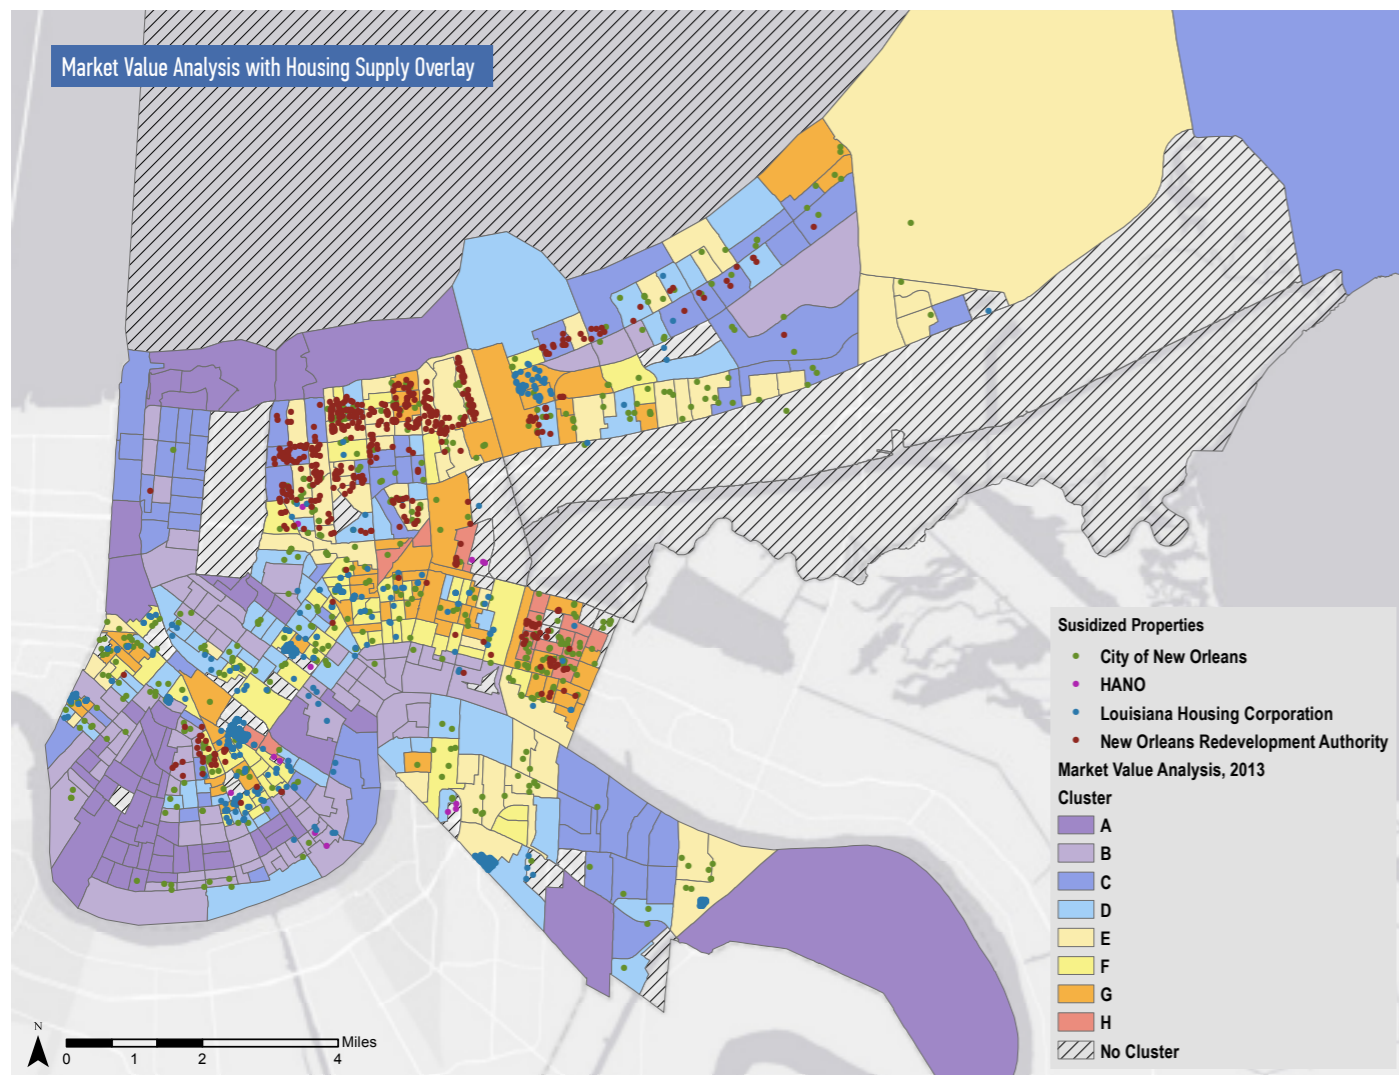 Market Value Analysis with Housing Supply Overlay
Susidized Properties
City of New Orleans
HANO
Louisiana Housing Corporation
New Orleans Redevelopment Authority
Market Value Analysis, 2013
Cluster
A
B
C
D
E
F
G
H
No Cluster
N
Miles
0 1 2 4